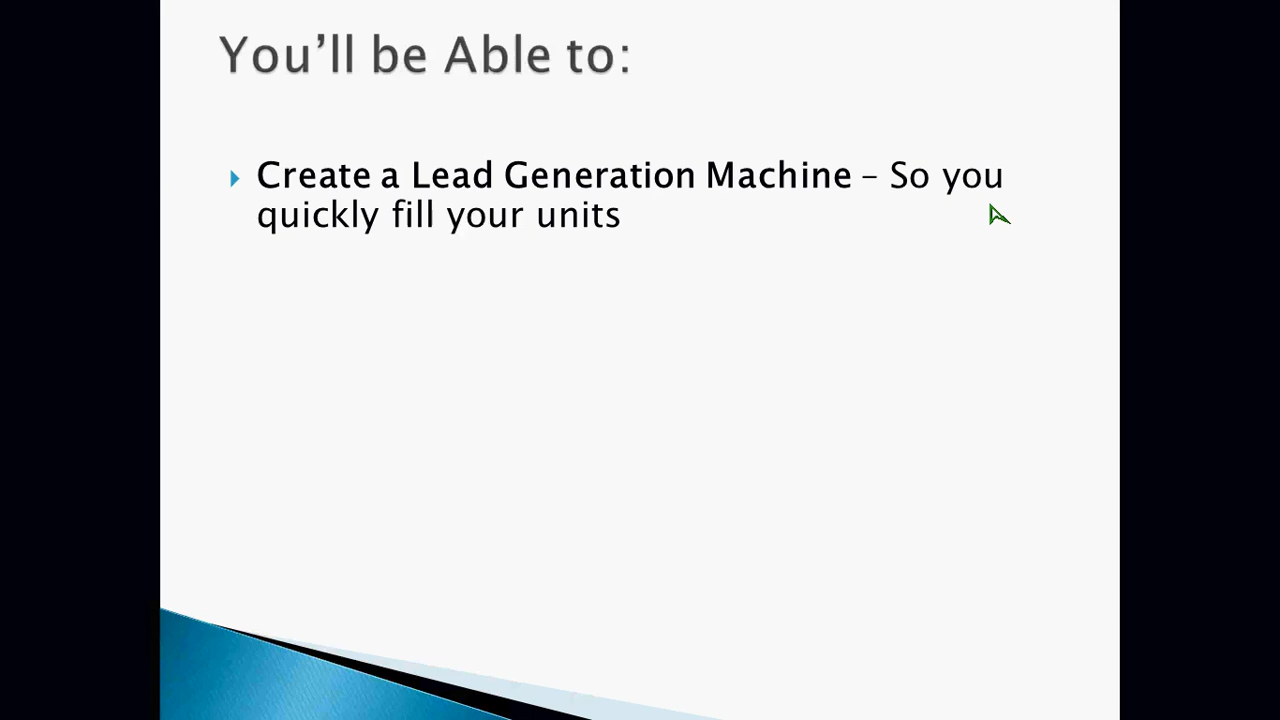 You’ll be Able to:
Create a Lead Generation Machine – So you
quickly fill your units